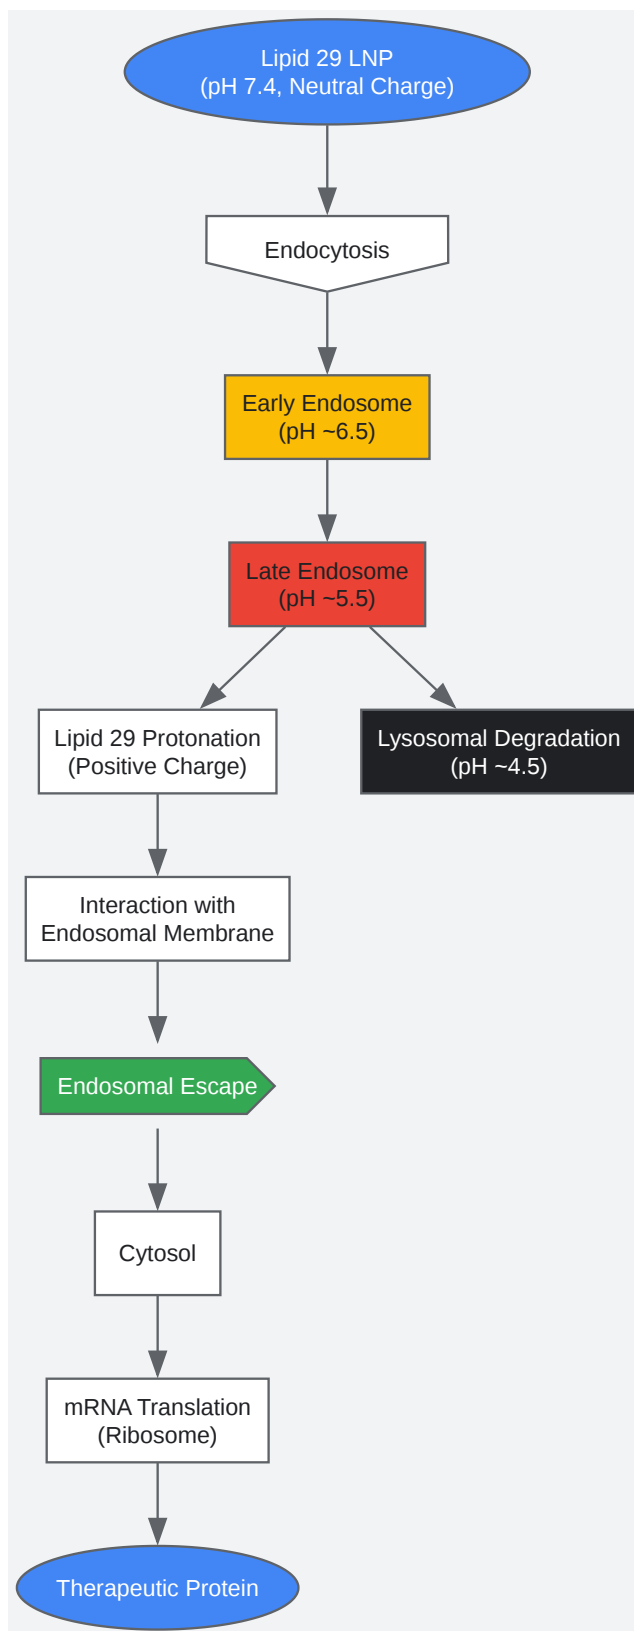 Lipid 29 LNP
(pH 7.4, Neutral Charge)
Endocytosis
Early Endosome
(pH ~6.5)
Late Endosome
(pH ~5.5)
Lipid 29 Protonation
(Positive Charge)
Lysosomal Degradation
(pH ~4.5)
Interaction with
Endosomal Membrane
Endosomal Escape
Cytosol
mRNA Translation
(Ribosome)
Therapeutic Protein